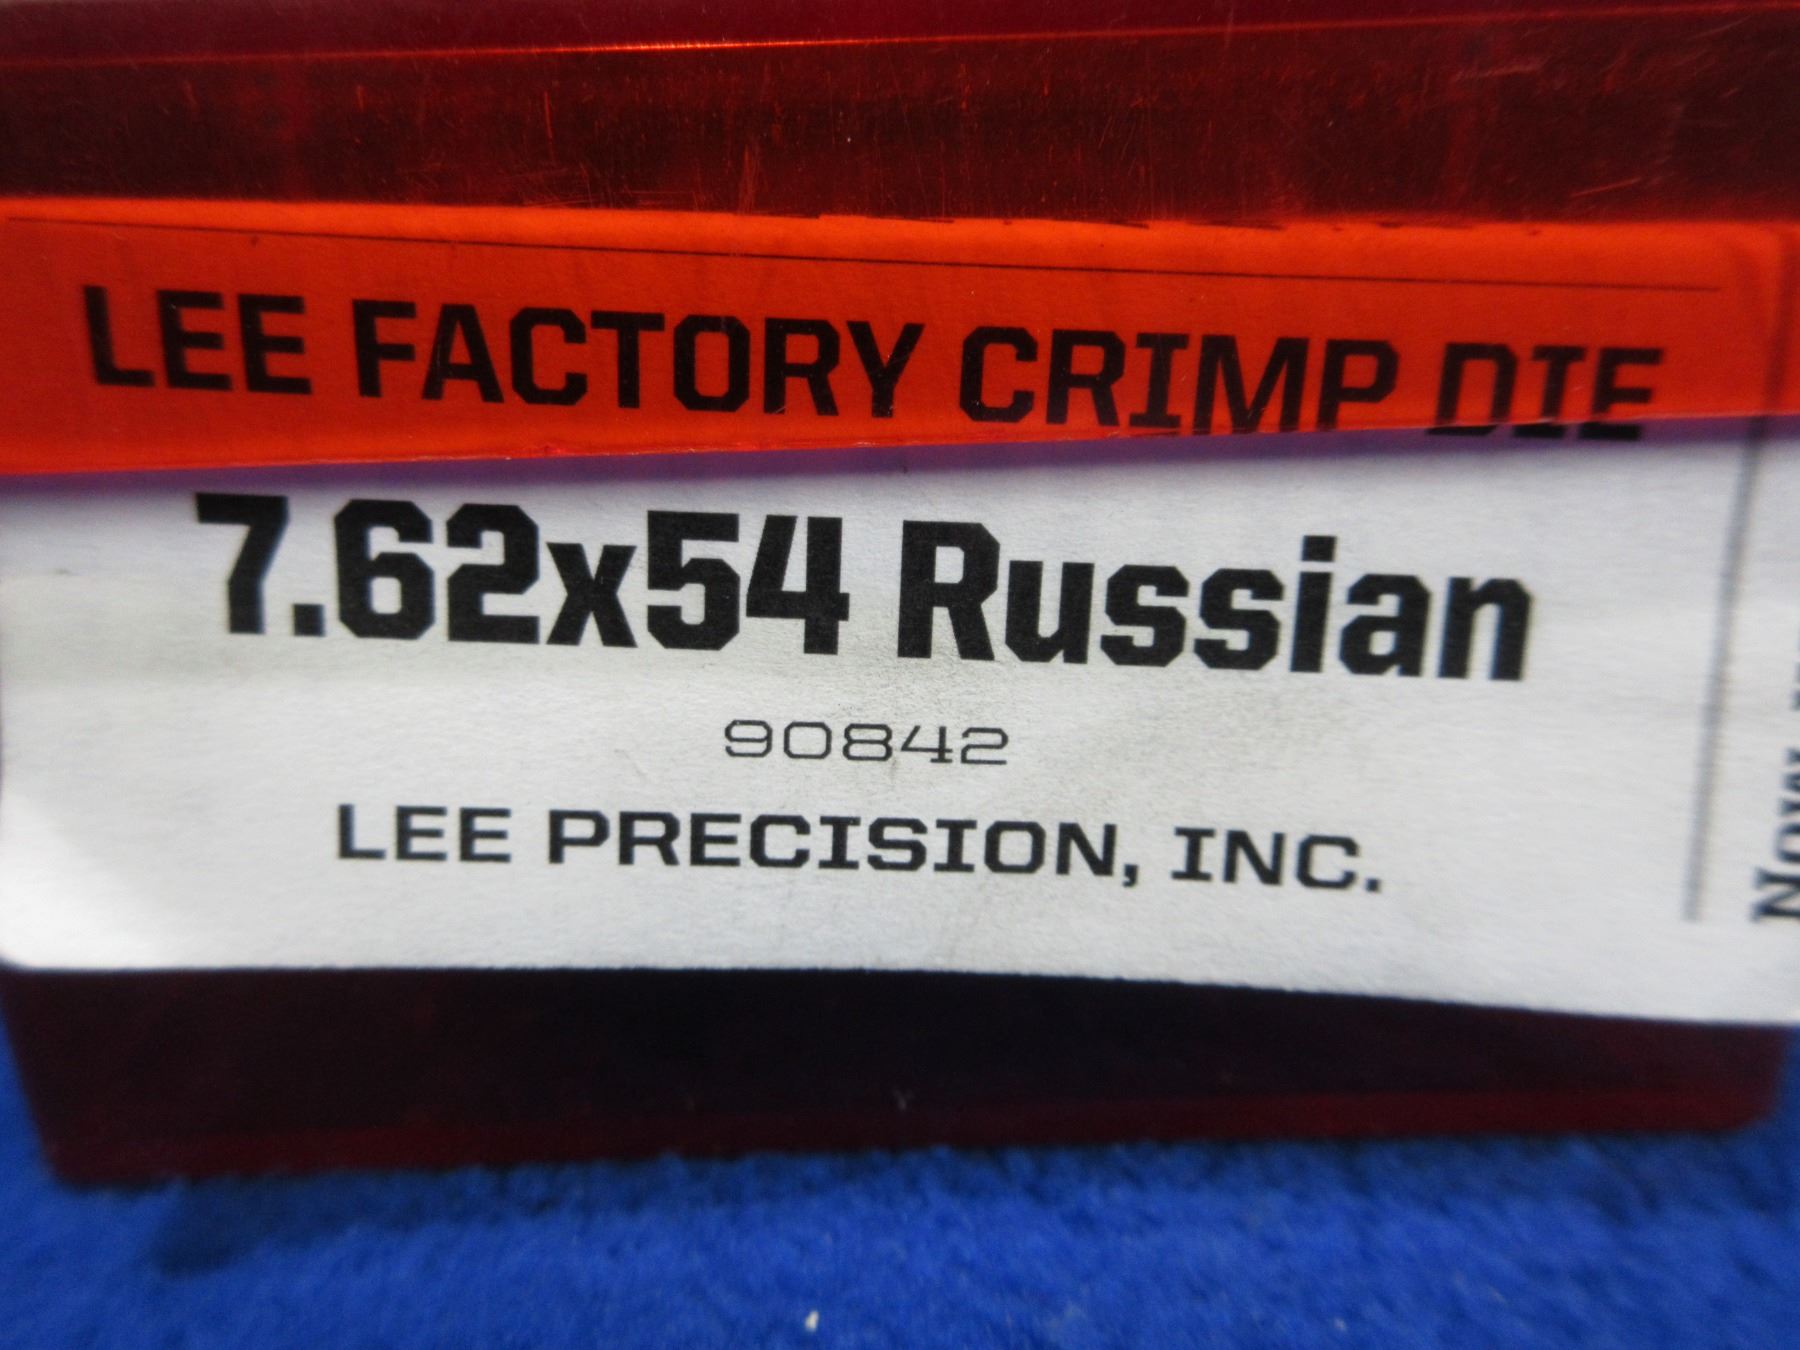 LEE FACTORY CRIMP DIE
7.62x54 Russian
90842
LEE PRECISION, INC.